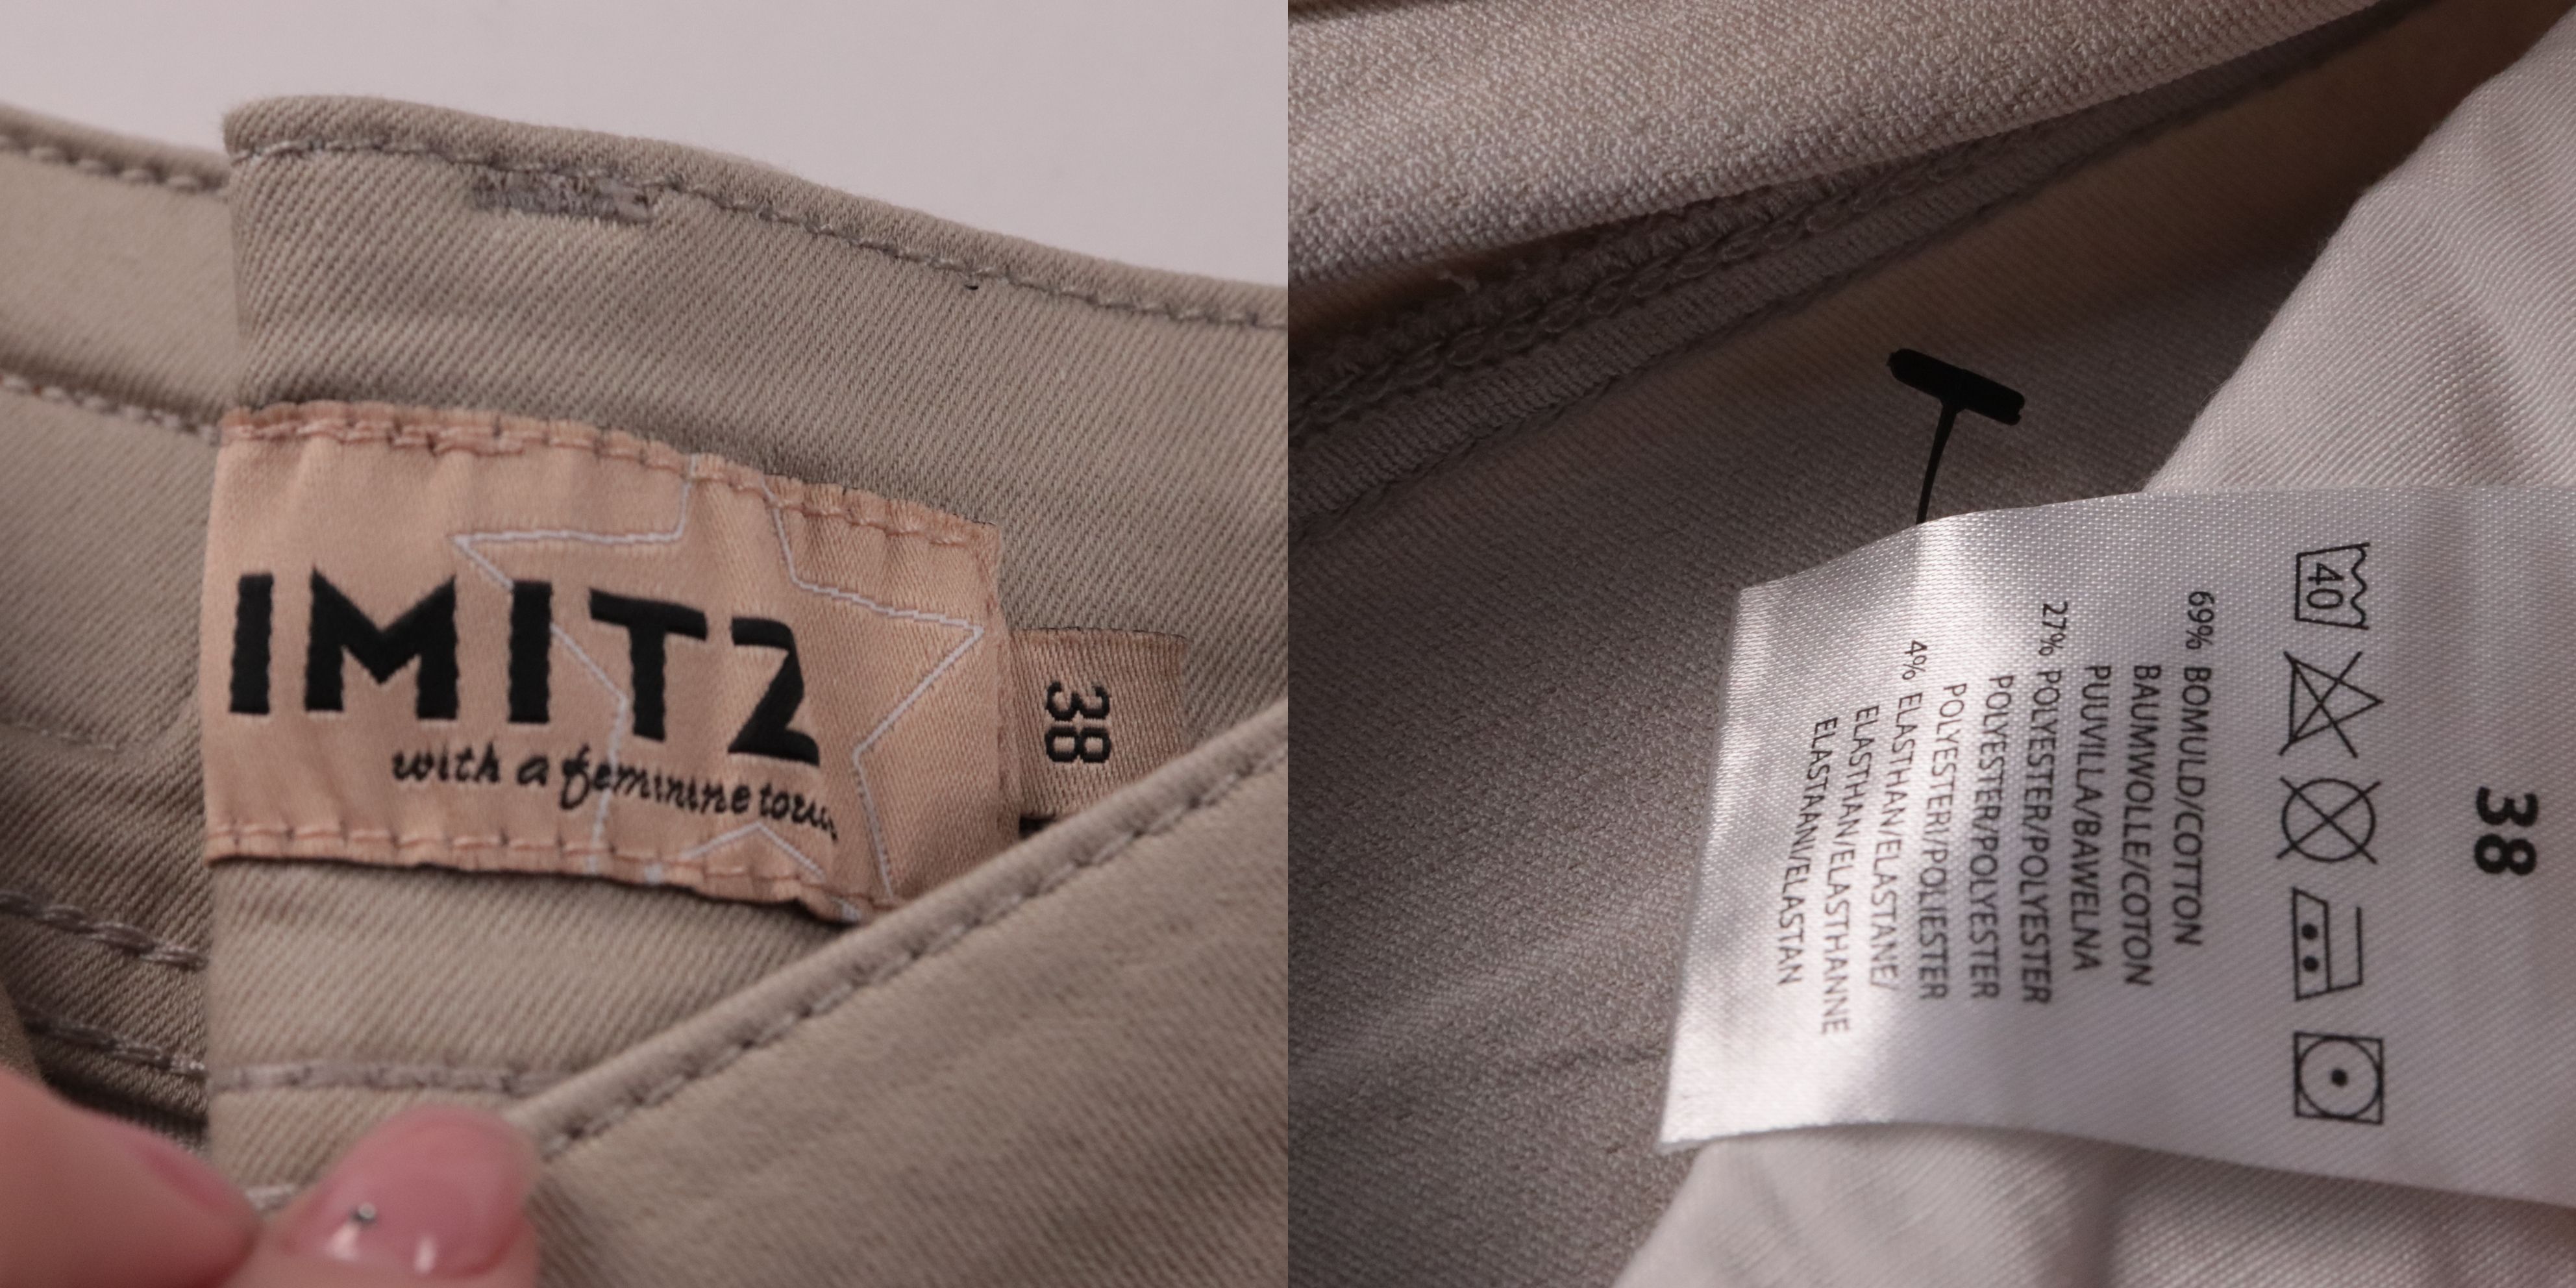 IMITZ
with a feminine touch
38
38
40
69% BOMULD/COTTON
BAUMWOLLE/COTON
PUUVILLA/BAWELNA
27% POLYESTER/POLYESTER
POLYESTER/POLYESTER
POLYESTERI/POLIESTER
4% ELASTHAN/ELASTANE/
ELASTHAN/ELASTHANNE
ELASTAANI/ELASTAN